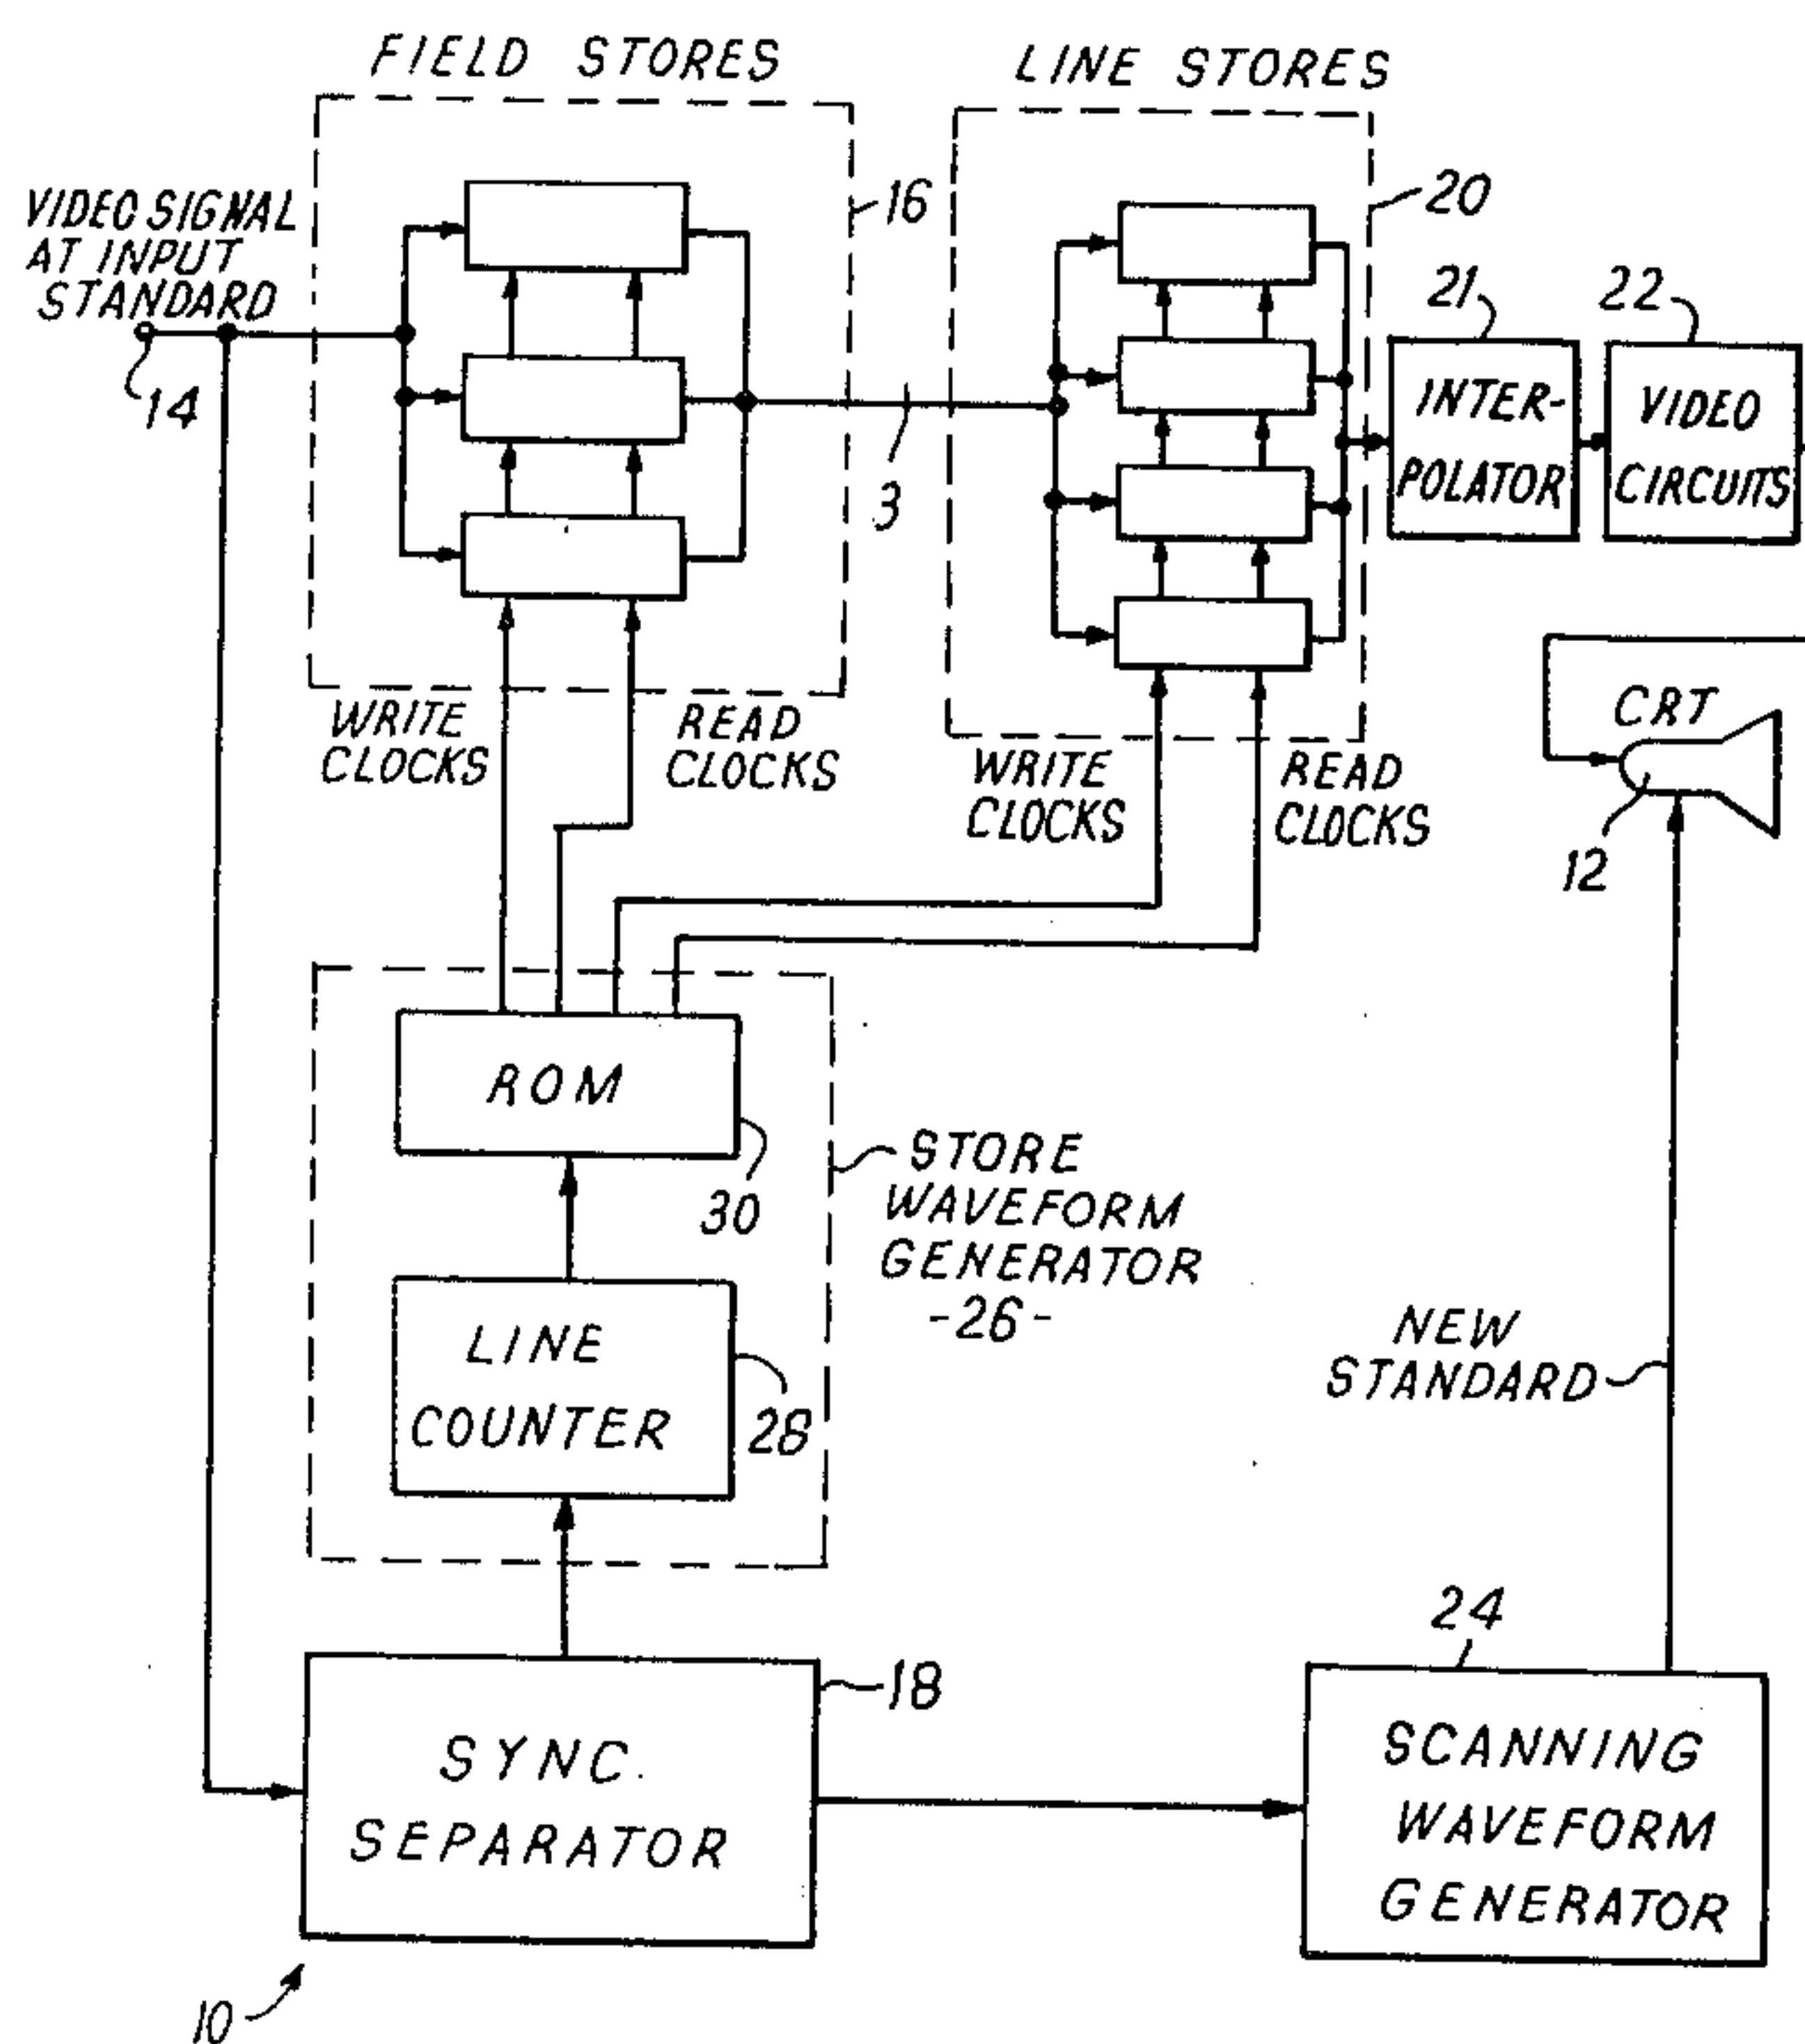 FIELD STORES
LINE STORES
VIDEO SIGNAL
AT INPUT
STANDARD
14
16
20
21
22
3
INTER-
POLATOR
VIDEO
CIRCUITS
WRITE
CLOCKS
READ
CLOCKS
WRITE
CLOCKS
READ
CLOCKS
CRT
12
ROM
30
STORE
WAVEFORM
GENERATOR
-26-
LINE
COUNTER
28
NEW
STANDARD
SYNC.
SEPARATOR
18
24
SCANNING
WAVEFORM
GENERATOR
10